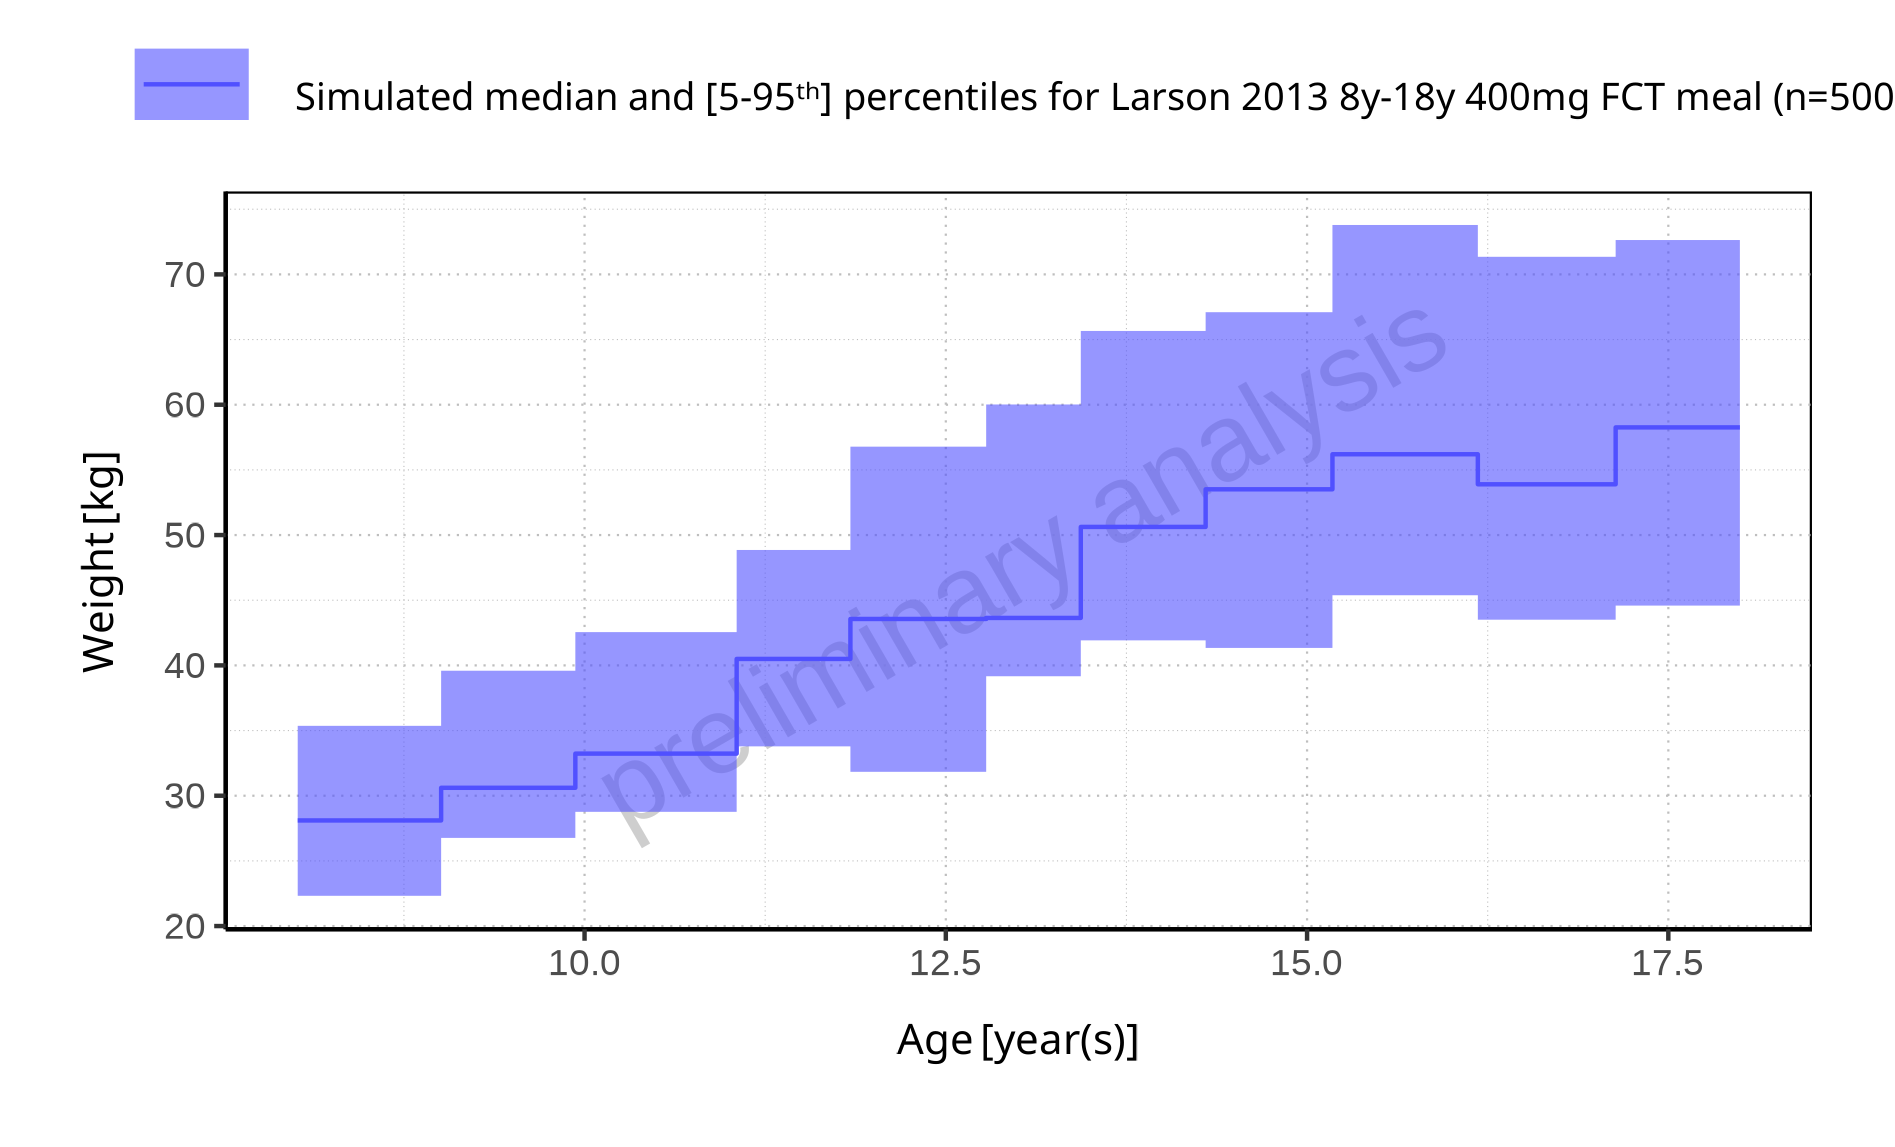 Simulated median and [5-95ᵗʰ] percentiles for Larson 2013 8y-18y 400mg FCT meal (n=500
70
60
50
40
30
20
Weight [kg]
preliminary analysis
10.0 12.5 15.0 17.5
Age [year(s)]